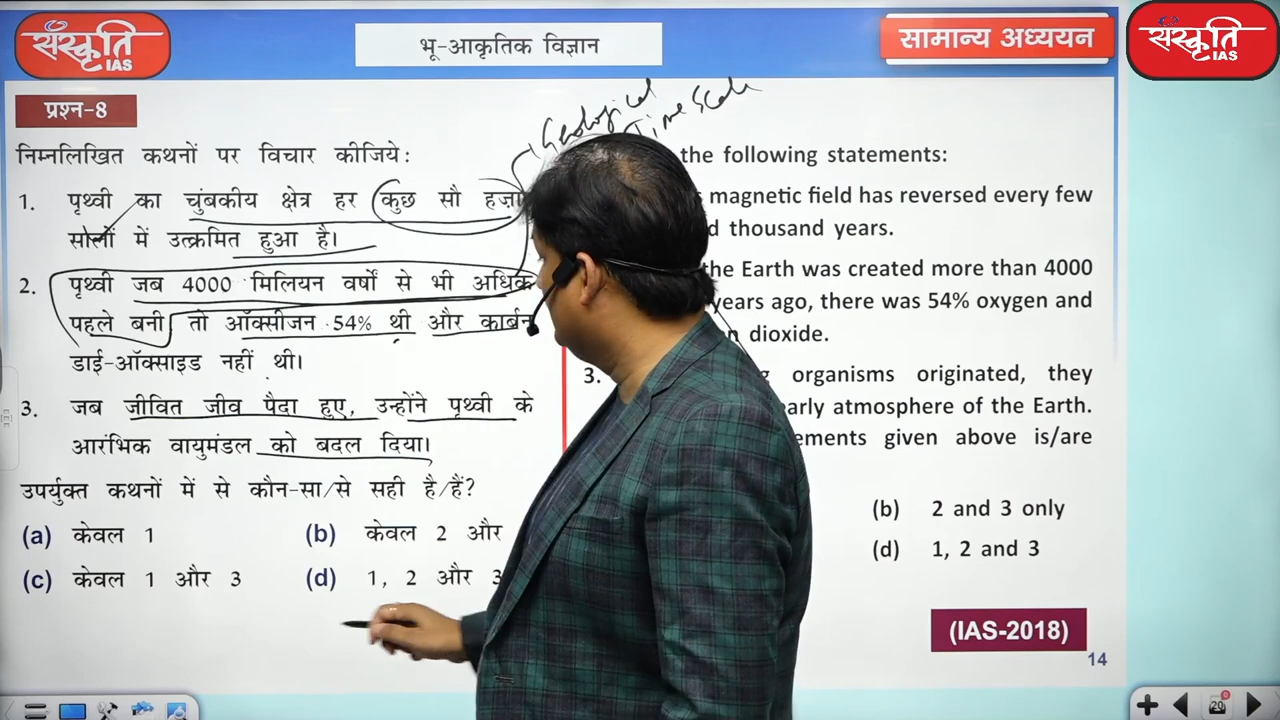 संस्कृति
IAS
भू-आकृतिक विज्ञान
सामान्य अध्ययन
संस्कृति
IAS
प्रश्न-8
Geological
Time Scale
निम्नलिखित कथनों पर विचार कीजिये:
1. पृथ्वी का चुंबकीय क्षेत्र हर कुछ सौ
सालों में उत्क्रमित हुआ है।
2. पृथ्वी जब 4000 मिलियन वर्षों से भी अधिक
पहले बनी तो ऑक्सीजन 54% थी और कार्बन
डाई-ऑक्साइड नहीं थी।
3. जब जीवित जीव पैदा हुए, उन्होंने पृथ्वी के
आरंभिक वायुमंडल को बदल दिया।
उपर्युक्त कथनों में से कौन-सा/से सही है/हैं?
(a) केवल 1
(b) केवल 2 और
(c) केवल 1 और 3
(d) 1, 2 और 3
the following statements:
magnetic field has reversed every few
thousand years.
the Earth was created more than 4000
years ago, there was 54% oxygen and
dioxide.
3. organisms originated, they
atmosphere of the Earth.
given above is/are
(b) 2 and 3 only
(d) 1, 2 and 3
(IAS-2018)
14
20